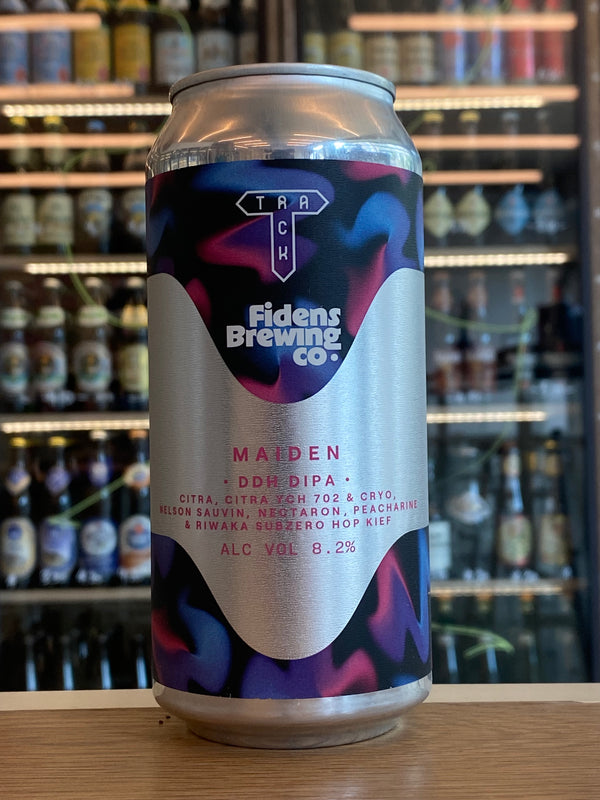 TRACK
Fidens
Brewing
co.
MAIDEN
· DDH DIPA ·
CITRA, CITRA YCH 702 & CRYO,
NELSON SAUVIN, NECTARON, PEACHARINE
& RIWAKA SUBZERO HOP KIEF
ALC VOL 8.2%